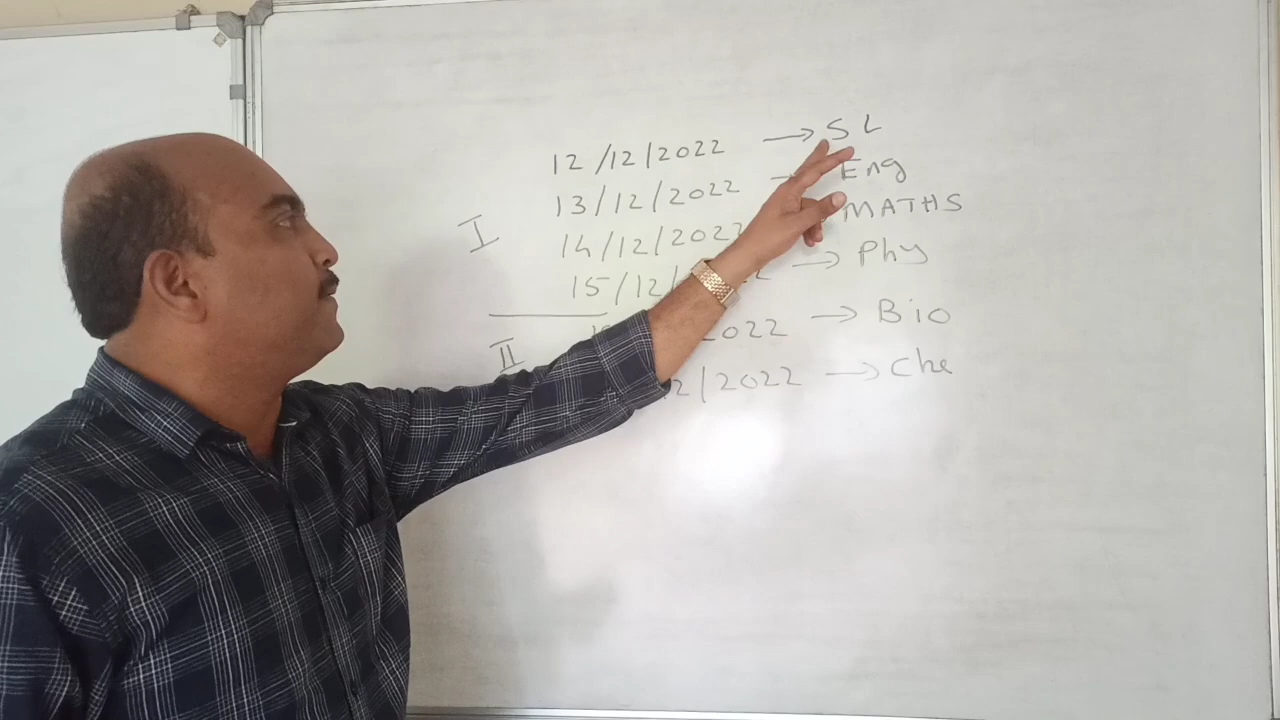 12/12/2022 → SL
13/12/2022 → Eng
I 14/12/2022 MATHS
15/12/ → Phy
II 2022 → Bio
2/2022 → Che